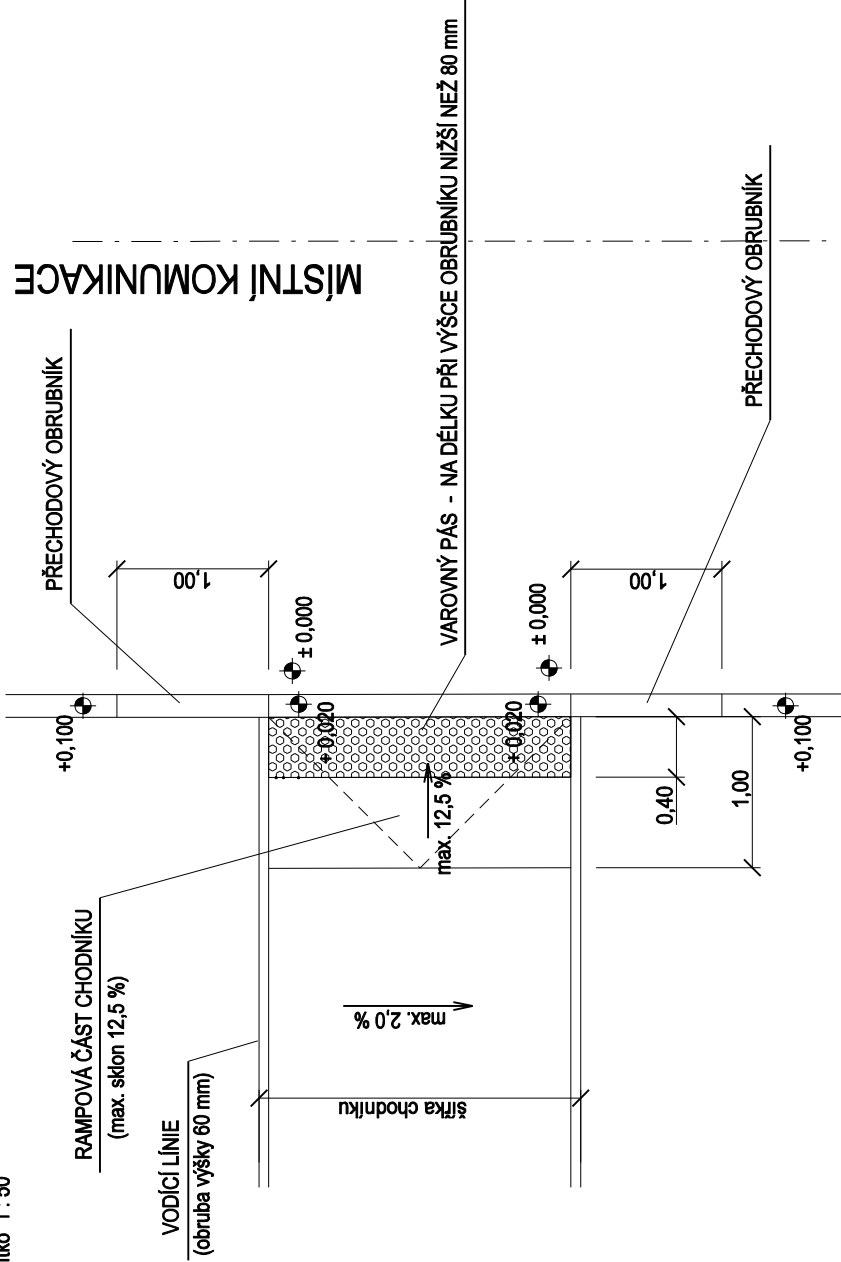 ítko 1 : 50
RAMPOVÁ ČÁST CHODNÍKU
(max. sklon 12,5 %)
VODÍCÍ LÍNIE
(obruba výšky 60 mm)
PŘECHODOVÝ OBRUBNÍK
MÍSTNÍ KOMUNIKACE
VAROVNÝ PÁS - NA DÉLKU PŘI VÝŠCE OBRUBNÍKU NIŽŠÍ NEŽ 80 mm
PŘECHODOVÝ OBRUBNÍK
+0,100
1,00
± 0,000
+ 0,020
max. 12,5 %
+ 0,020
± 0,000
1,00
+0,100
0,40
1,00
max. 2,0 %
šířka chodníku